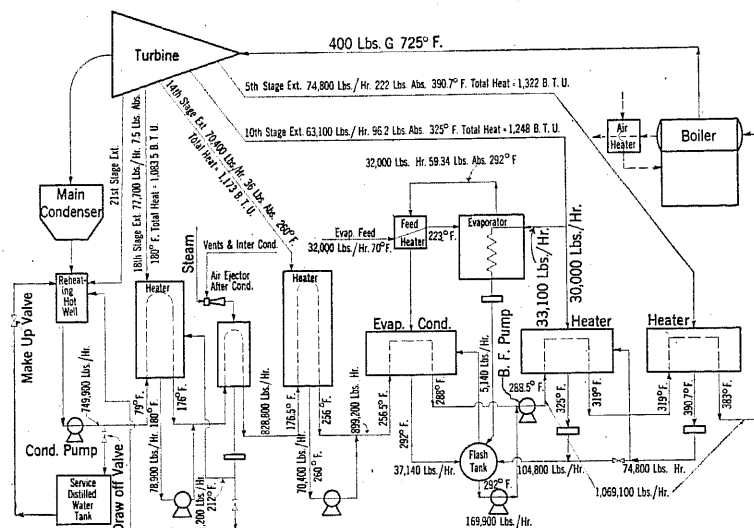 400 Lbs. G 725° F.
Turbine
5th Stage Ext. 74,800 Lbs./Hr. 222 Lbs. Abs. 390.7° F. Total Heat = 1,322 B. T. U.
10th Stage Ext. 63,100 Lbs./Hr. 96.2 Lbs. Abs. 325° F. Total Heat = 1,248 B. T. U.
14th Stage Ext. 70,400 Lbs./Hr. 36 Lbs. Abs. 260° F.
Total Heat = 1,173 B. T. U.
Air
Heater
Boiler
21st Stage Ext.
18th Stage Ext. 77,700 Lbs./Hr. 7.5 Lbs. Abs.
180° F. Total Heat = 1,083.5 B. T. U.
32,000 Lbs. Hr. 59.34 Lbs. Abs. 292° F
Main
Condenser
Evap. Feed
32,000 Lbs./Hr. 70° F.
Feed
Heater
223° F.
Evaporator
33,100 Lbs./Hr.
30,000 Lbs./Hr.
Steam
Vents & Inter Cond.
Air Ejector
After Cond.
Reheat-
ing
Hot
Well
Make Up Valve
Heater
Heater
Evap. Cond.
B. F. Pump
Heater
Heater
749,900 Lbs./Hr.
79° F.
180° F.
176° F.
828,800 Lbs./Hr.
176.5° F.
256° F.
899,200 Lbs. Hr.
256.5° F.
288° F.
5,140 Lbs./Hr.
288.5° F.
325° F.
319° F.
319° F.
390.7° F.
383° F.
292° F.
Cond. Pump
Service
Distilled
Water
Tank
Draw off Valve
78,900 Lbs./Hr.
200 Lbs./Hr.
212° F.
70,400 Lbs./Hr.
260° F.
37,140 Lbs./Hr.
Flash
Tank
292° F.
104,800 Lbs./Hr.
74,800 Lbs. Hr.
1,069,100 Lbs./Hr.
169,900 Lbs./Hr.